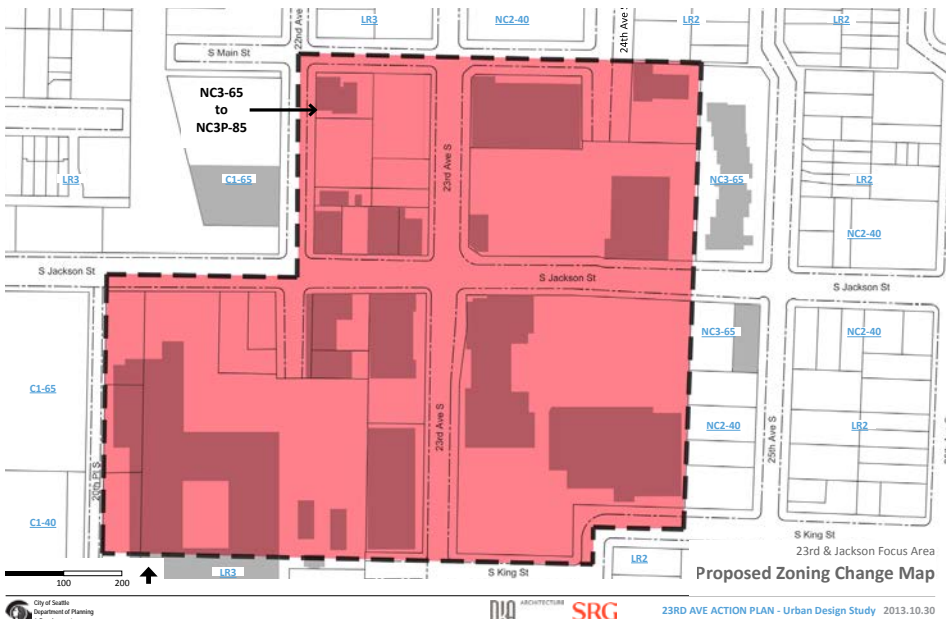 LR3
NC2-40
LR2
LR2
22nd Ave S
24th Ave S
S Main St
NC3-65
to
NC3P-85
23rd Ave S
LR3
C1-65
NC3-65
LR2
NC2-40
S Jackson St
S Jackson St
S Jackson St
NC3-65
NC2-40
C1-65
23rd Ave S
NC2-40
LR2
25th Ave S
20th Pl S
C1-40
S King St
LR3
S King St
LR2
100
200
23rd & Jackson Focus Area
Proposed Zoning Change Map
City of Seattle
Department of Planning
ARCHITECTURE
SRG
23RD AVE ACTION PLAN - Urban Design Study 2013.10.30